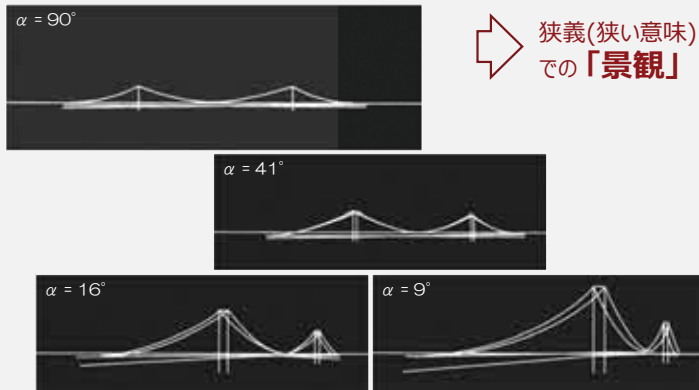 α = 90°
狭義(狭い意味)
での「景観」
α = 41°
α = 16°
α = 9°